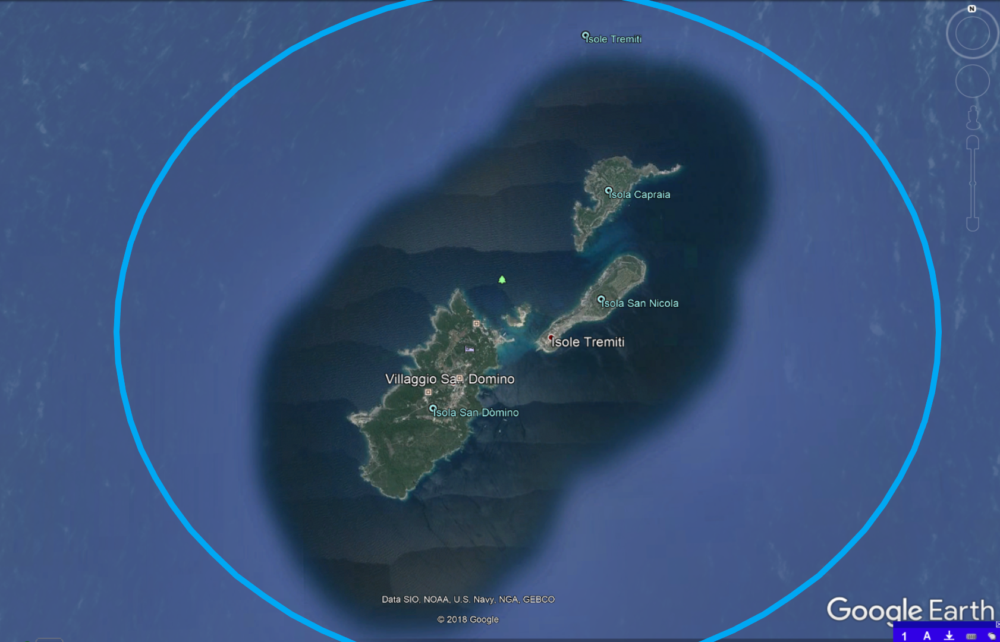 N
Isole Tremiti
Isola Capraia
Isola San Nicola
Isole Tremiti
Villaggio San Domino
Isola San Dòmino
Data SIO, NOAA, U.S. Navy, NGA, GEBCO
© 2018 Google
Google Earth
1 A